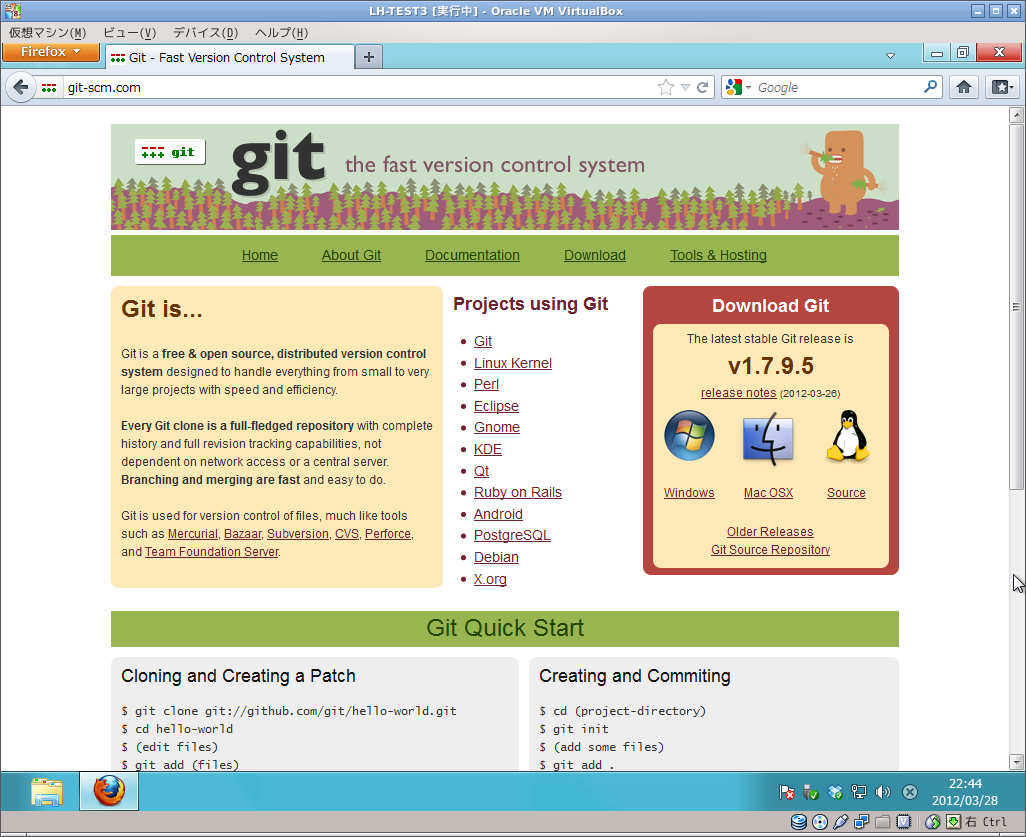 LH-TEST3 [実行中] - Oracle VM VirtualBox
仮想マシン(M) ビュー(V) デバイス(D) ヘルプ(H)
Firefox
Git - Fast Version Control System
git-scm.com
Google
git
git
the fast version control system
Home About Git Documentation Download Tools & Hosting
Git is...
Git is a free & open source, distributed version control
system designed to handle everything from small to very
large projects with speed and efficiency.
Every Git clone is a full-fledged repository with complete
history and full revision tracking capabilities, not
dependent on network access or a central server.
Branching and merging are fast and easy to do.
Git is used for version control of files, much like tools
such as Mercurial, Bazaar, Subversion, CVS, Perforce,
and Team Foundation Server.
Projects using Git
Git
Linux Kernel
Perl
Eclipse
Gnome
KDE
Qt
Ruby on Rails
Android
PostgreSQL
Debian
X.org
Download Git
The latest stable Git release is
v1.7.9.5
release notes (2012-03-26)
Windows Mac OSX Source
Older Releases
Git Source Repository
Git Quick Start
Cloning and Creating a Patch
$ git clone git://github.com/git/hello-world.git
$ cd hello-world
$ (edit files)
$ git add (files)
Creating and Commiting
$ cd (project-directory)
$ git init
$ (add some files)
$ git add .
22:44
2012/03/28
右 Ctrl